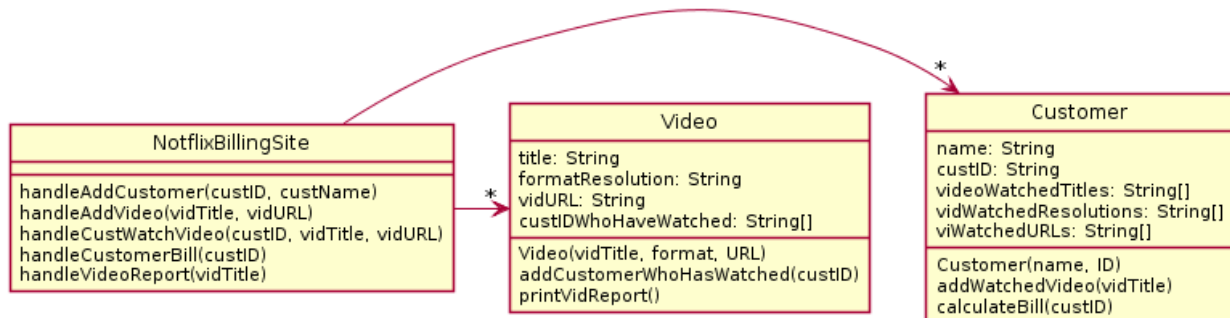 *
NotflixBillingSite
handleAddCustomer(custID, custName)
handleAddVideo(vidTitle, vidURL)
handleCustWatchVideo(custID, vidTitle, vidURL)
handleCustomerBill(custID)
handleVideoReport(vidTitle)
*
Video
title: String
formatResolution: String
vidURL: String
custIDWhoHaveWatched: String[]
Video(vidTitle, format, URL)
addCustomerWhoHasWatched(custID)
printVidReport()
Customer
name: String
custID: String
videoWatchedTitles: String[]
vidWatchedResolutions: String[]
viWatchedURLs: String[]
Customer(name, ID)
addWatchedVideo(vidTitle)
calculateBill(custID)